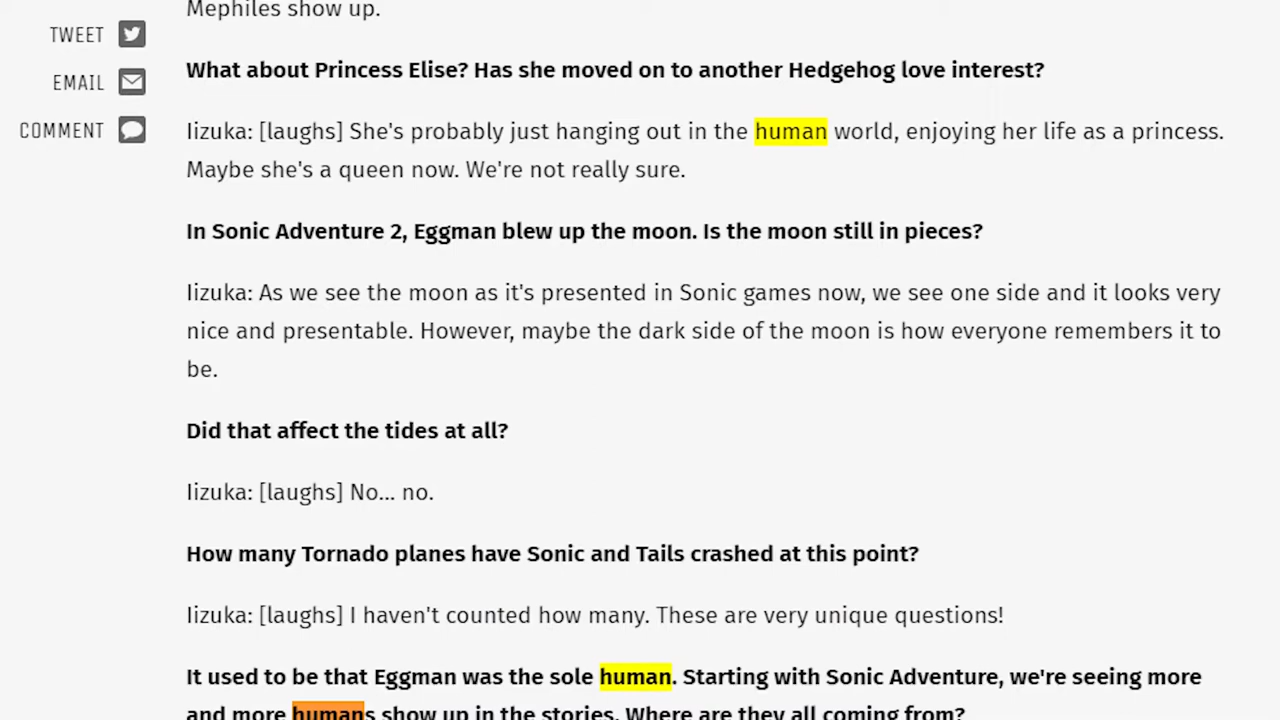 Mephiles show up.
TWEET
EMAIL
COMMENT
What about Princess Elise? Has she moved on to another Hedgehog love interest?
Iizuka: [laughs] She's probably just hanging out in the human world, enjoying her life as a princess.
Maybe she's a queen now. We're not really sure.
In Sonic Adventure 2, Eggman blew up the moon. Is the moon still in pieces?
Iizuka: As we see the moon as it's presented in Sonic games now, we see one side and it looks very
nice and presentable. However, maybe the dark side of the moon is how everyone remembers it to
be.
Did that affect the tides at all?
Iizuka: [laughs] No... no.
How many Tornado planes have Sonic and Tails crashed at this point?
Iizuka: [laughs] I haven't counted how many. These are very unique questions!
It used to be that Eggman was the sole human. Starting with Sonic Adventure, we're seeing more
and more humans show up in the stories. Where are they all coming from?